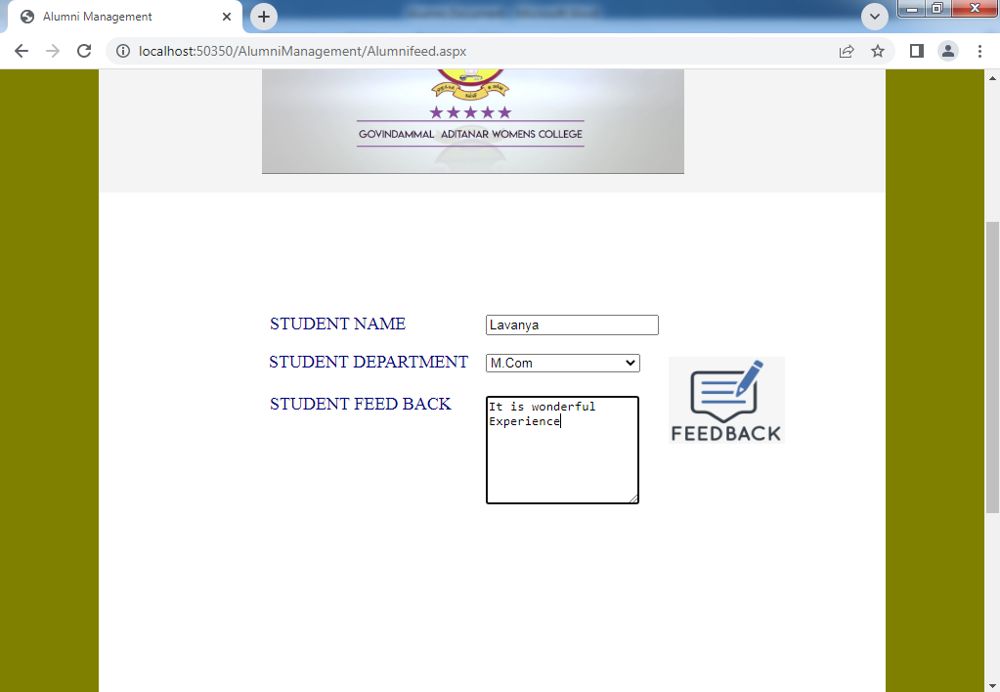 Alumni Management
localhost:50350/AlumniManagement/Alumnifeed.aspx
GOVINDAMMAL ADITANAR WOMENS COLLEGE
STUDENT NAME
Lavanya
STUDENT DEPARTMENT
M.Com
STUDENT FEED BACK
It is wonderful
Experience
FEEDBACK